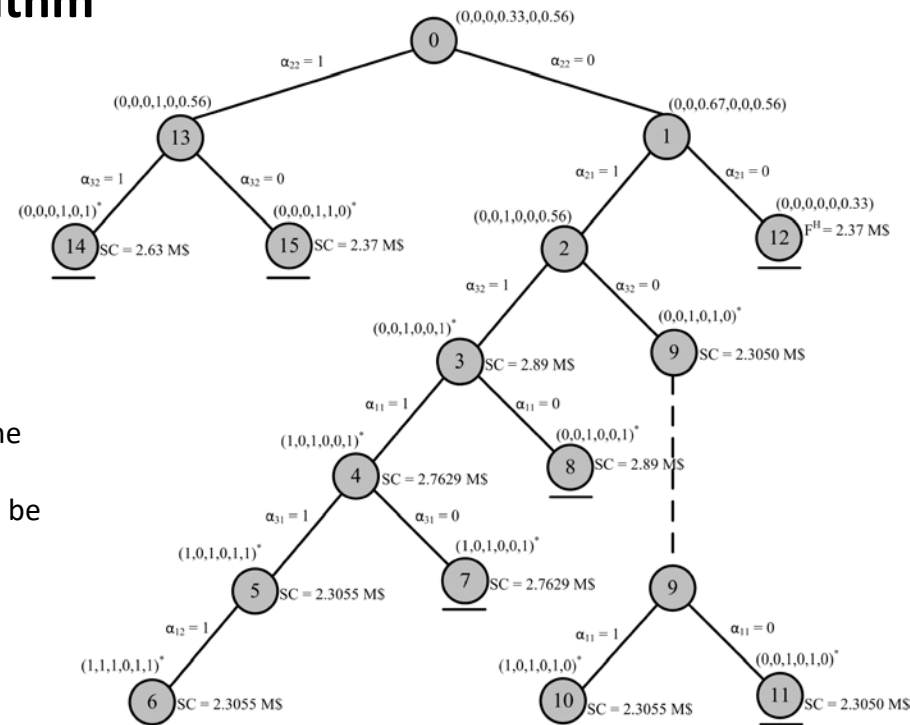 (0,0,0,0.33,0,0.56)
0
α₂₂ = 1
α₂₂ = 0
(0,0,0,1,0,0.56)
(0,0,0.67,0,0,0.56)
13
1
α₃₂ = 1
α₃₂ = 0
α₂₁ = 1
α₂₁ = 0
(0,0,0,1,0,1)*
(0,0,0,1,1,0)*
(0,0,1,0,0,0.56)
(0,0,0,0,0,0.33)
14 SC = 2.63 M$
15 SC = 2.37 M$
2
12 Fᴴ = 2.37 M$
α₃₂ = 1
α₃₂ = 0
(0,0,1,0,0,1)*
(0,0,1,0,1,0)*
3 SC = 2.89 M$
9 SC = 2.3050 M$
α₁₁ = 1
α₁₁ = 0
(1,0,1,0,0,1)*
(0,0,1,0,0,1)*
4 SC = 2.7629 M$
8 SC = 2.89 M$
be
α₃₁ = 1
α₃₁ = 0
(1,0,1,0,1,1)*
(1,0,1,0,0,1)*
5 SC = 2.3055 M$
7 SC = 2.7629 M$
9
α₁₂ = 1
α₁₁ = 1
α₁₁ = 0
(1,1,1,0,1,1)*
(1,0,1,0,1,0)*
(0,0,1,0,1,0)*
6 SC = 2.3055 M$
10 SC = 2.3055 M$
11 SC = 2.3050 M$